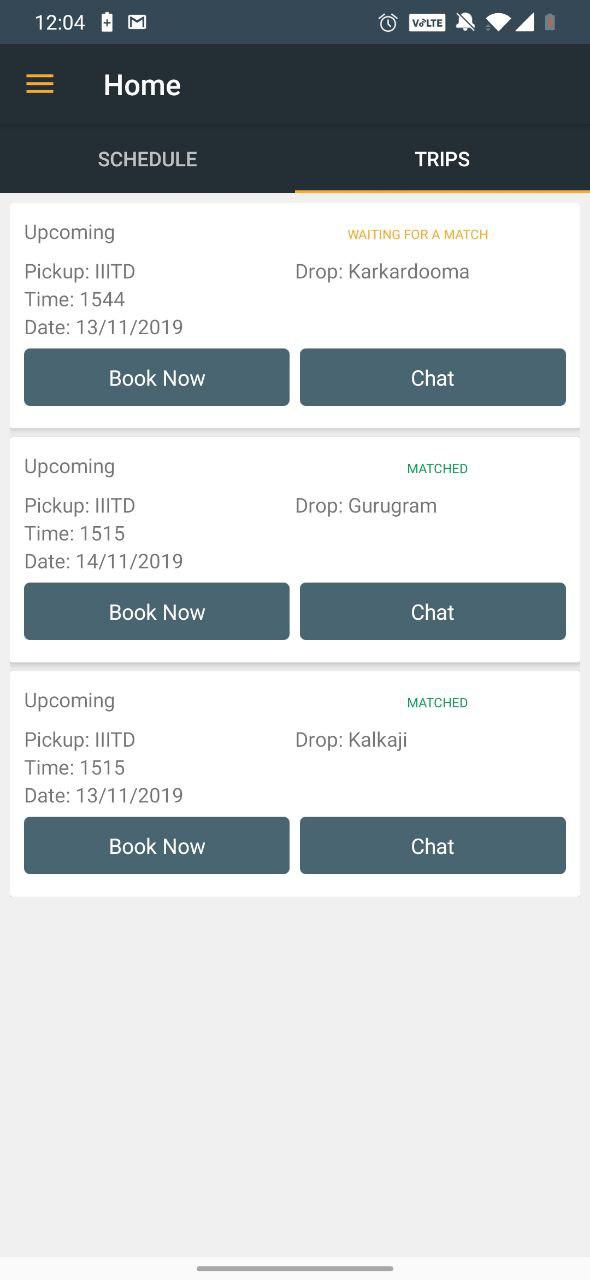 12:04 VoLTE
Home
SCHEDULE TRIPS
Upcoming WAITING FOR A MATCH
Pickup: IIITD Drop: Karkardooma
Time: 1544
Date: 13/11/2019
Book Now Chat
Upcoming MATCHED
Pickup: IIITD Drop: Gurugram
Time: 1515
Date: 14/11/2019
Book Now Chat
Upcoming MATCHED
Pickup: IIITD Drop: Kalkaji
Time: 1515
Date: 13/11/2019
Book Now Chat